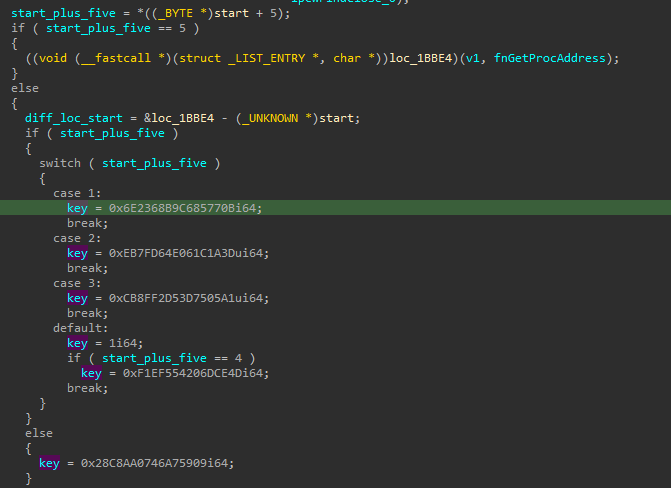 start_plus_five = *((_BYTE *)start + 5);
if ( start_plus_five == 5 )
{
((void (__fastcall *)(struct _LIST_ENTRY *, char *))loc_1BBE4)(v1, fnGetProcAddress);
}
else
{
diff_loc_start = &loc_1BBE4 - (_UNKNOWN *)start;
if ( start_plus_five )
{
switch ( start_plus_five )
{
case 1:
key = 0x6E2368B9C685770Bi64;
break;
case 2:
key = 0xEB7FD64E061C1A3Dui64;
break;
case 3:
key = 0xCB8FF2D53D7505A1ui64;
break;
default:
key = 1i64;
if ( start_plus_five == 4 )
key = 0xF1EF554206DCE4Di64;
break;
}
}
else
{
key = 0x28C8AA0746A75909i64;
}